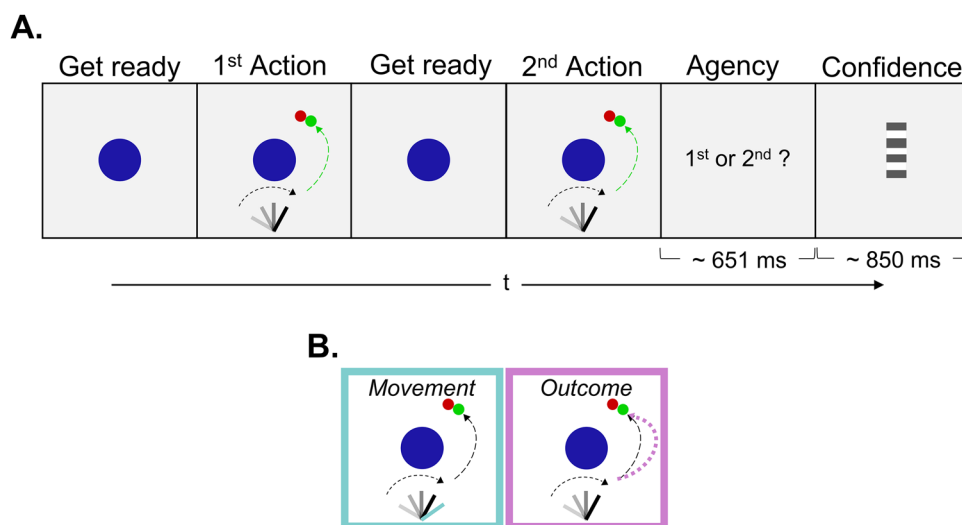 A.
Get ready 1st Action Get ready 2nd Action Agency Confidence
1st or 2nd ?
~ 651 ms ~ 850 ms
t
B.
Movement Outcome